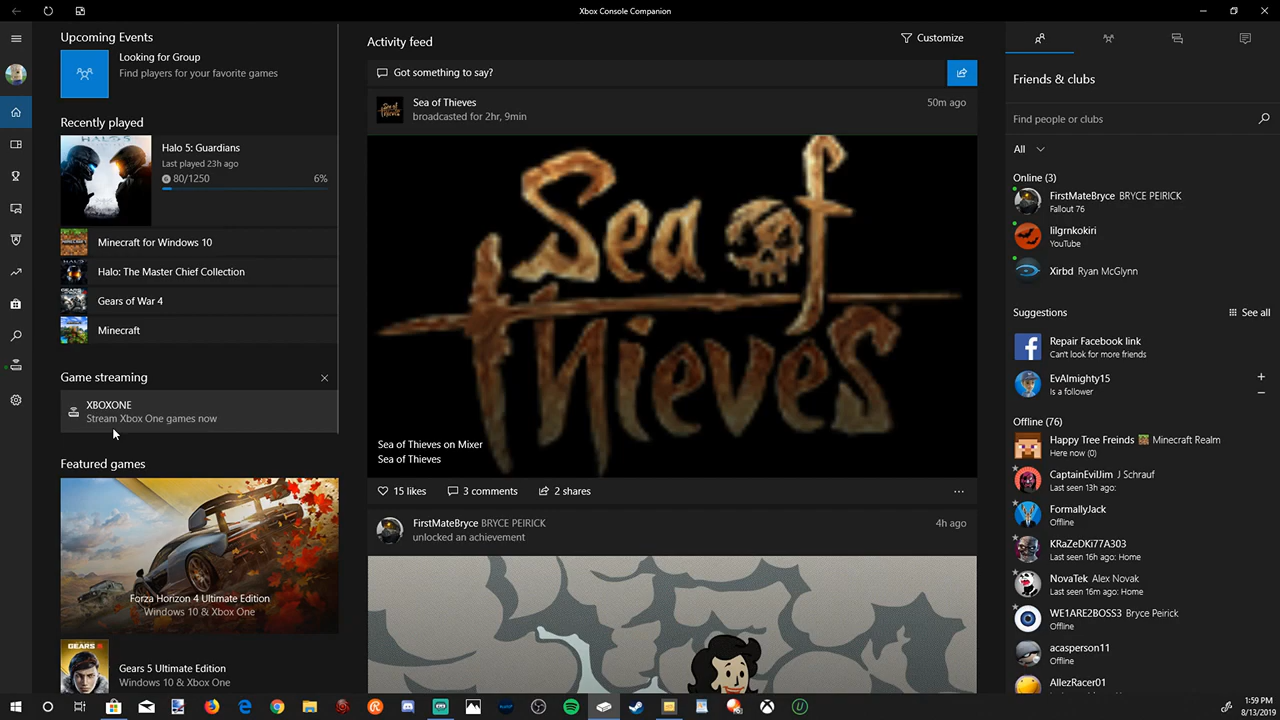 Xbox Console Companion
Upcoming Events
Looking for Group
Find players for your favorite games
Recently played
HALO 5
Halo 5: Guardians
Last played 23h ago
G 80/1250
6%
Minecraft for Windows 10
Halo: The Master Chief Collection
Gears of War 4
Minecraft
Game streaming
XBOXONE
Stream Xbox One games now
Featured games
Forza Horizon 4 Ultimate Edition
Windows 10 & Xbox One
GEARS 5
Gears 5 Ultimate Edition
Windows 10 & Xbox One
Activity feed
Customize
Got something to say?
Sea of Thieves
50m ago
broadcasted for 2hr, 9min
Sea of
Thieves
Sea of Thieves on Mixer
Sea of Thieves
15 likes
3 comments
2 shares
FirstMateBryce BRYCE PEIRICK
4h ago
unlocked an achievement
Friends & clubs
Find people or clubs
All
Online (3)
FirstMateBryce BRYCE PEIRICK
Fallout 76
lilgrnkokiri
YouTube
Xirbd Ryan McGlynn
Suggestions
See all
Repair Facebook link
Can't look for more friends
EvAlmighty15
Is a follower
Offline (76)
Happy Tree Freinds Minecraft Realm
Here now (0)
CaptainEvilJim J Schrauf
Last seen 13h ago:
FormallyJack
Offline
KRaZeDKi77A303
Last seen 16h ago: Home
NovaTek Alex Novak
Last seen 16m ago: Home
WE1ARE2BOSS3 Bryce Peirick
Offline
acasperson11
Offline
AllezRacer01
1:59 PM
8/13/2019